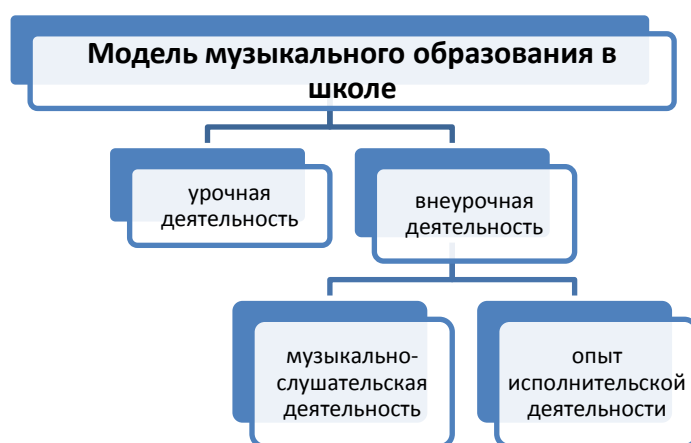 Модель музыкального образования в
школе
урочная
деятельность
внеурочная
деятельность
музыкально-
слушательская
деятельность
опыт
исполнительской
деятельности